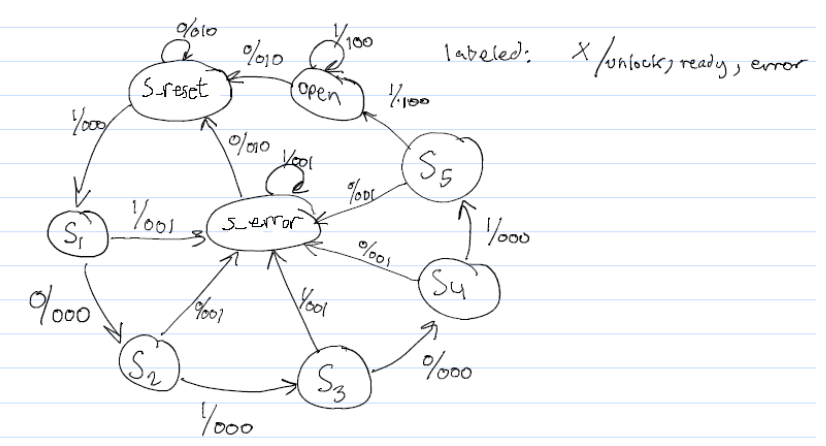 0/010
1/100
labeled: X/unlock, ready, error
0/010
S_reset
open
1/100
1/000
0/010
1/001
S5
0/001
S1
1/001
S_error
1/000
0/001
S4
0/000
0/001
1/001
S2
S3
0/000
1/000